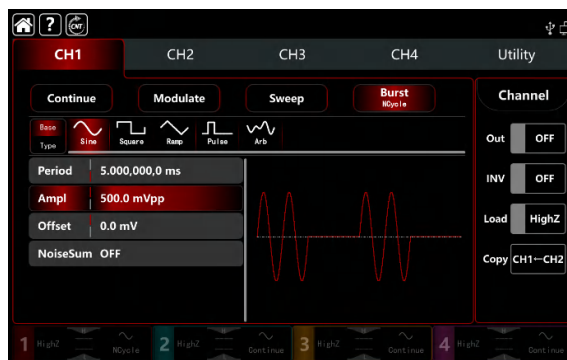 ? CNT
CH1 CH2 CH3 CH4 Utility
Continue Modulate Sweep Burst
NCycle
Channel
Base
Type Sine Square Ramp Pulse Arb
Out OFF
Period 5.000,000,0 ms
INV OFF
Ampl 500.0 mVpp
Offset 0.0 mV
Load HighZ
NoiseSum OFF
Copy CH1←CH2
1 HighZ NCycle 2 HighZ Continue 3 HighZ Continue 4 HighZ Continue